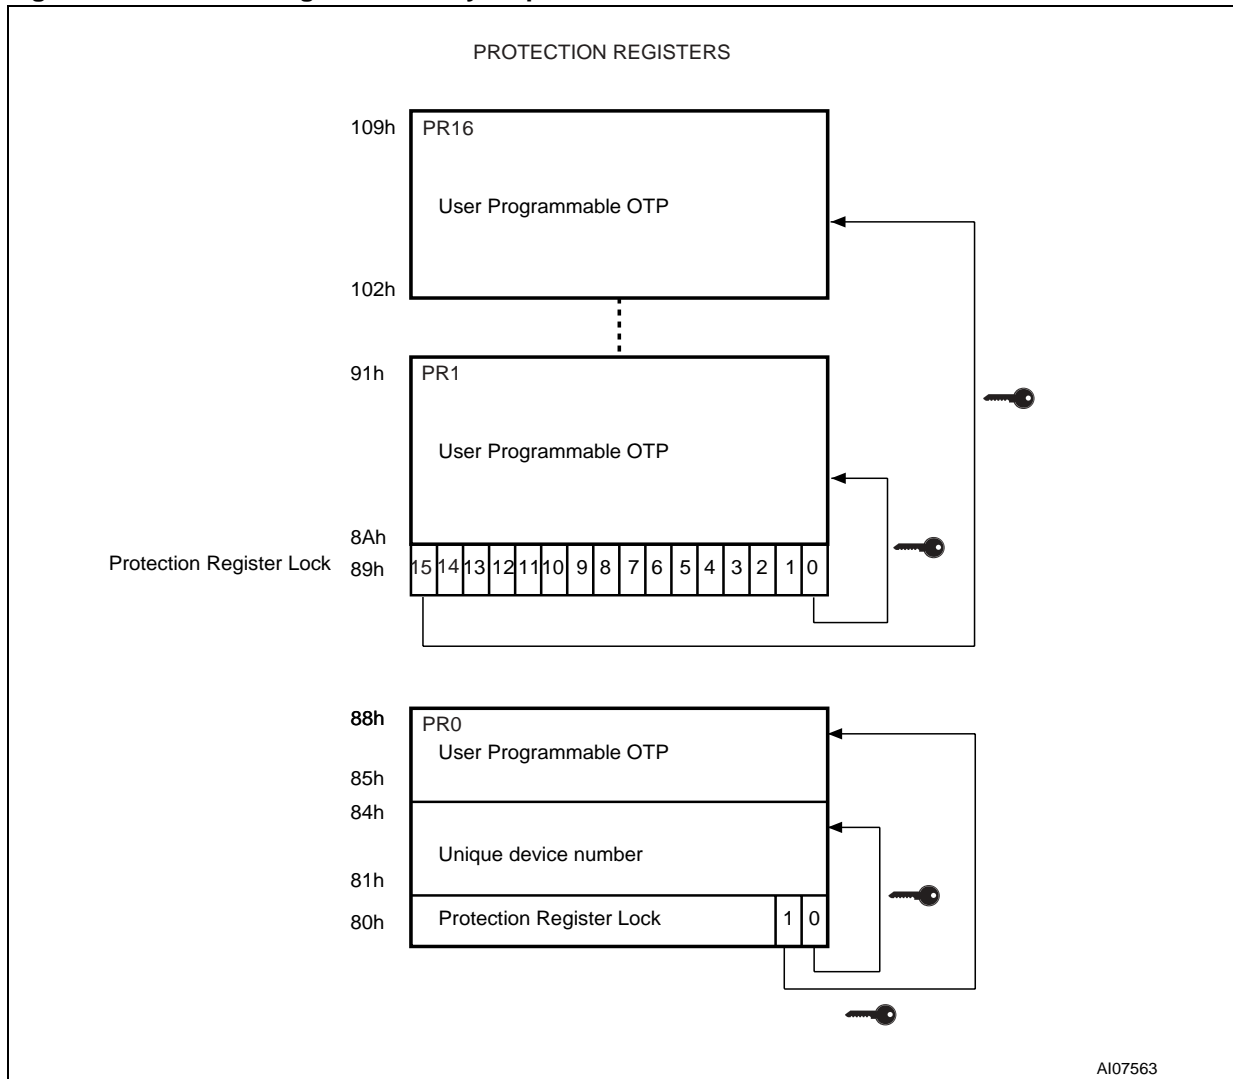 PROTECTION REGISTERS
109h PR16
User Programmable OTP
102h
91h PR1
User Programmable OTP
8Ah
Protection Register Lock 89h 15 14 13 12 11 10 9 8 7 6 5 4 3 2 1 0
88h PR0
User Programmable OTP
85h
84h
Unique device number
81h
80h Protection Register Lock 1 0
AI07563